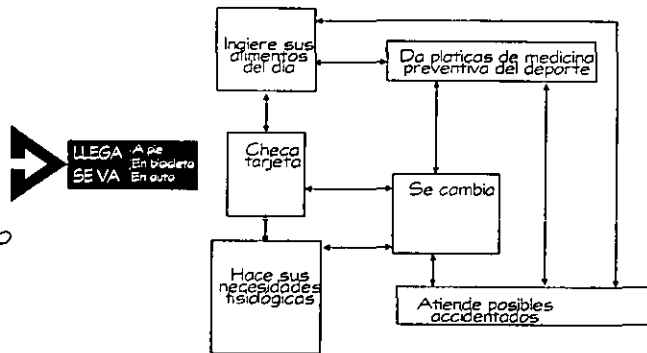 Ingiere sus
alimentos
del día
Da platicas de medicina
preventiva del deporte
LLEGA
SE VA
A pie
En bicicleta
En auto
Checa
tarjeta
Se cambia
Hace sus
necesidades
fisiológicas
Atiende posibles
accidentados